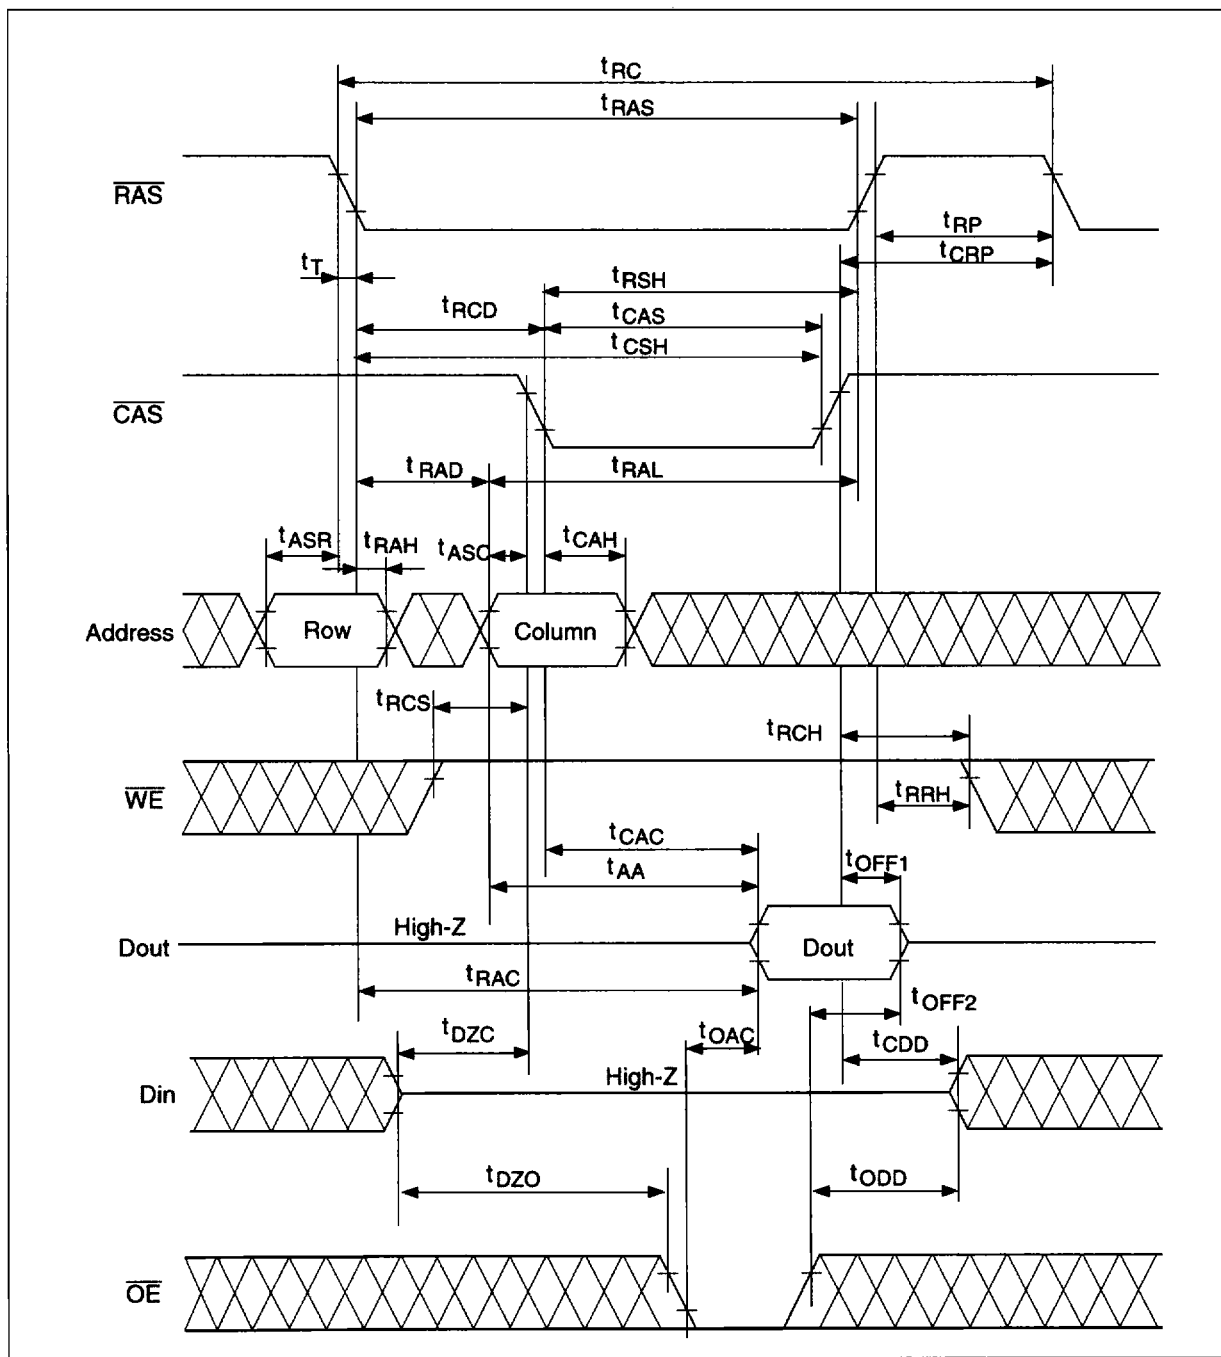 tRC
tRAS
RAS
tRP
tT
tCRP
tRSH
tRCD
tCAS
tCSH
CAS
tRAD
tRAL
tASR
tRAH
tASC
tCAH
Address
Row
Column
tRCS
tRCH
WE
tRRH
tCAC
tAA
tOFF1
High-Z
Dout
Dout
tRAC
tOFF2
tDZC
tOAC
tCDD
High-Z
Din
tDZO
tODD
OE